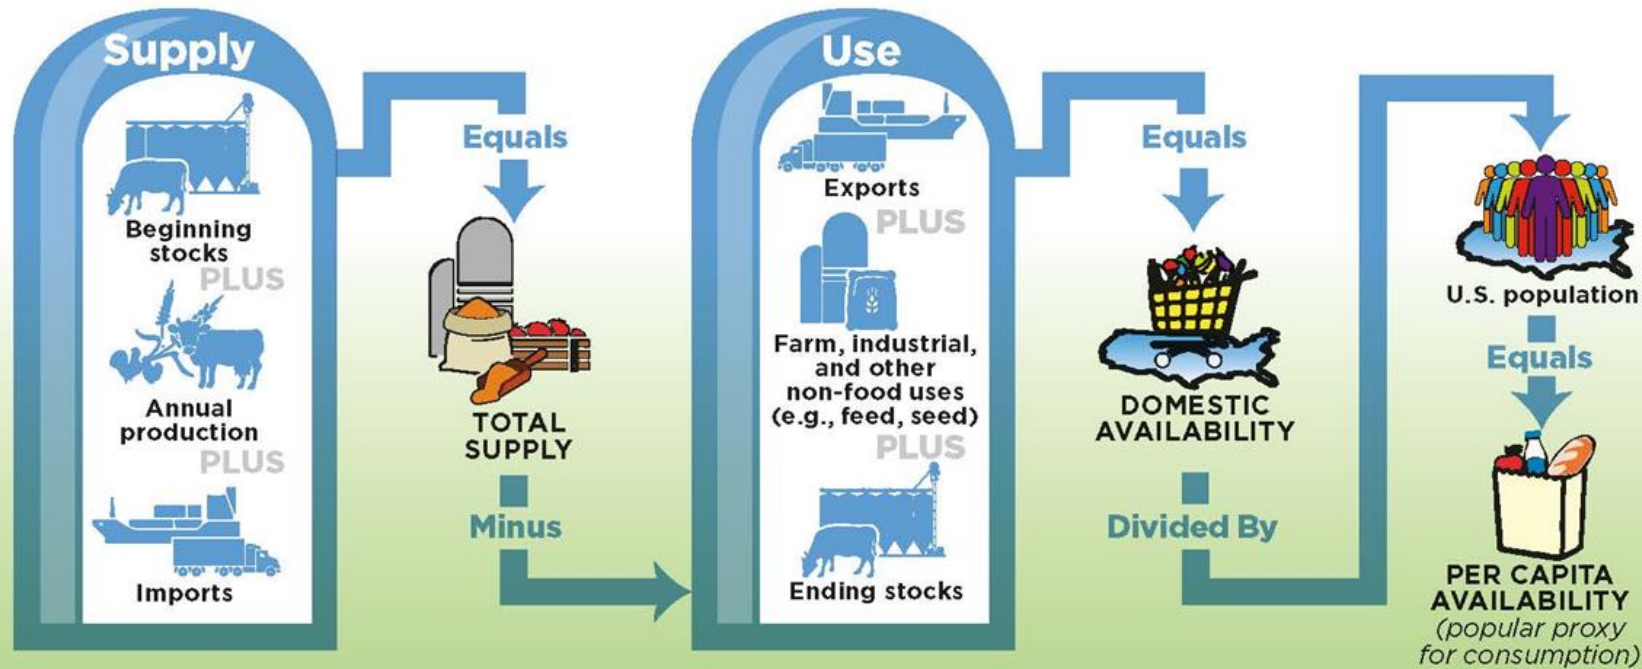 Supply
Beginning
stocks
PLUS
Annual
production
PLUS
Imports
Equals
TOTAL
SUPPLY
Minus
Use
Exports
PLUS
Farm, industrial,
and other
non-food uses
(e.g., feed, seed)
PLUS
Ending stocks
Equals
DOMESTIC
AVAILABILITY
Divided By
U.S. population
Equals
PER CAPITA
AVAILABILITY
(popular proxy
for consumption)